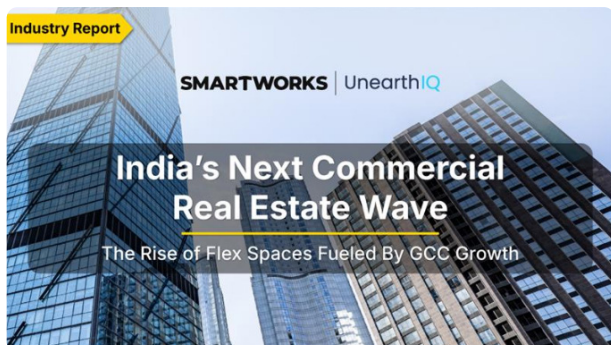 Industry Report
SMARTWORKS | UnearthIQ
India's Next Commercial
Real Estate Wave
The Rise of Flex Spaces Fueled By GCC Growth